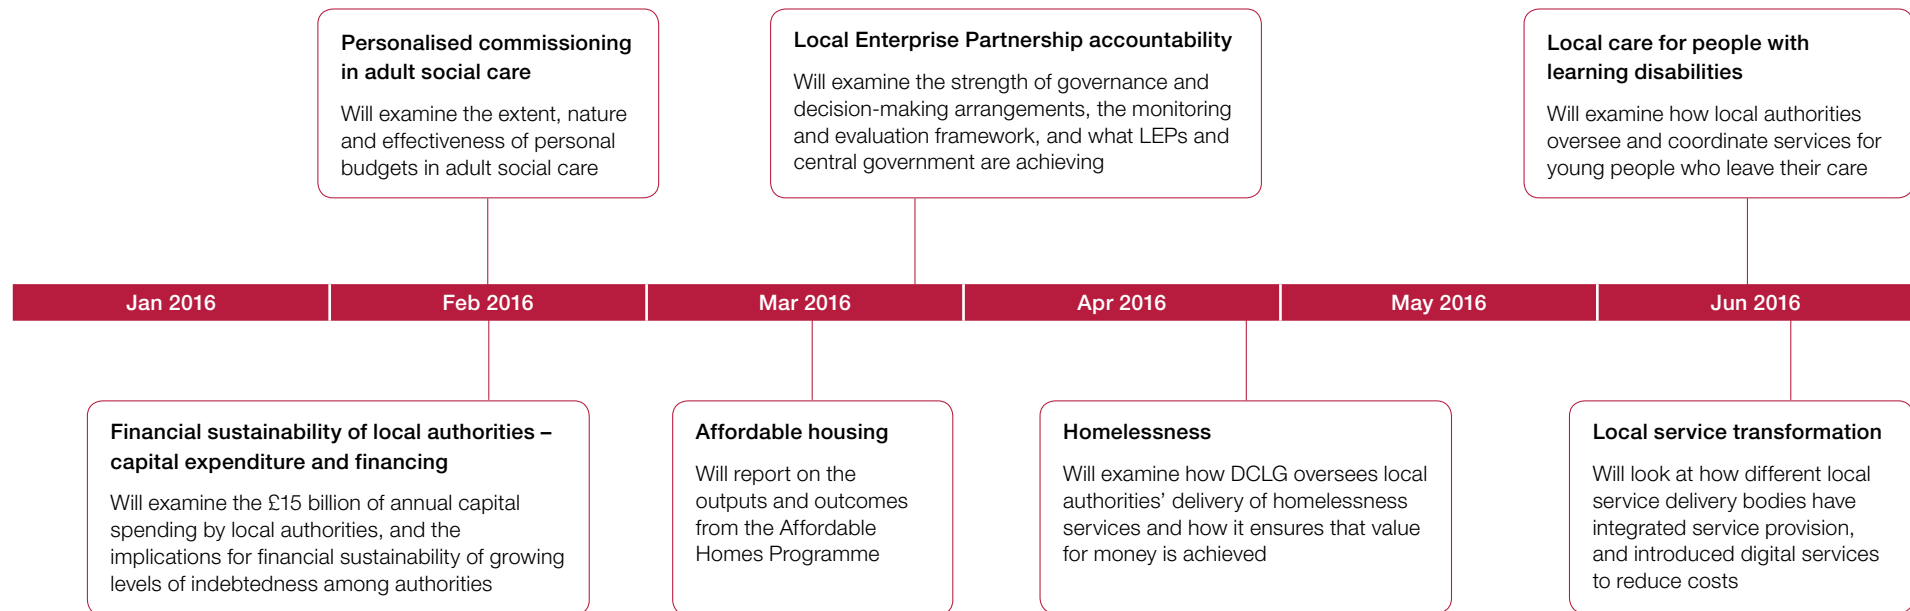 Personalised commissioning
in adult social care
Will examine the extent, nature
and effectiveness of personal
budgets in adult social care
Local Enterprise Partnership accountability
Will examine the strength of governance and
decision-making arrangements, the monitoring
and evaluation framework, and what LEPs and
central government are achieving
Local care for people with
learning disabilities
Will examine how local authorities
oversee and coordinate services for
young people who leave their care
Jan 2016
Feb 2016
Mar 2016
Apr 2016
May 2016
Jun 2016
Financial sustainability of local authorities –
capital expenditure and financing
Will examine the £15 billion of annual capital
spending by local authorities, and the
implications for financial sustainability of growing
levels of indebtedness among authorities
Affordable housing
Will report on the
outputs and outcomes
from the Affordable
Homes Programme
Homelessness
Will examine how DCLG oversees local
authorities’ delivery of homelessness
services and how it ensures that value
for money is achieved
Local service transformation
Will look at how different local
service delivery bodies have
integrated service provision,
and introduced digital services
to reduce costs